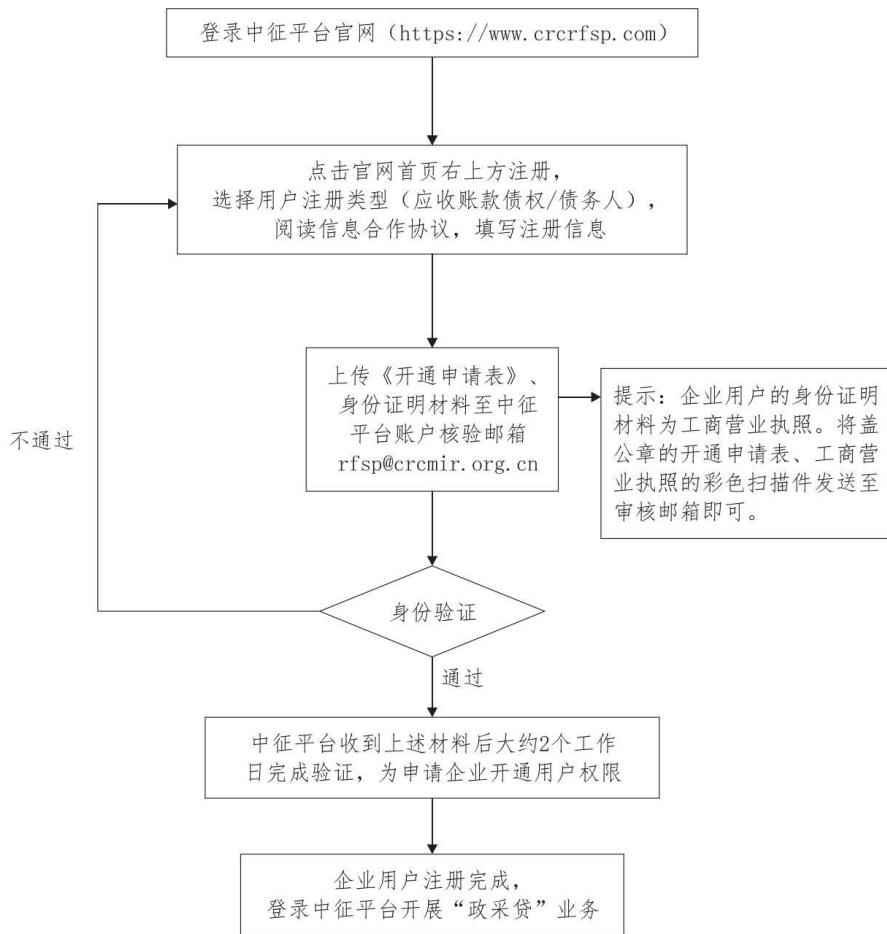 登录中征平台官网（https://www.crcrfsp.com）
点击官网首页右上方注册，
选择用户注册类型（应收账款债权/债务人），
阅读信息合作协议，填写注册信息
上传《开通申请表》、
身份证明材料至中征
平台账户核验邮箱
rfsp@crcmir.org.cn
提示：企业用户的身份证明
材料为工商营业执照。将盖
公章的开通申请表、工商营
业执照的彩色扫描件发送至
审核邮箱即可。
不通过
身份验证
通过
中征平台收到上述材料后大约2个工作
日完成验证，为申请企业开通用户权限
企业用户注册完成，
登录中征平台开展“政采贷”业务